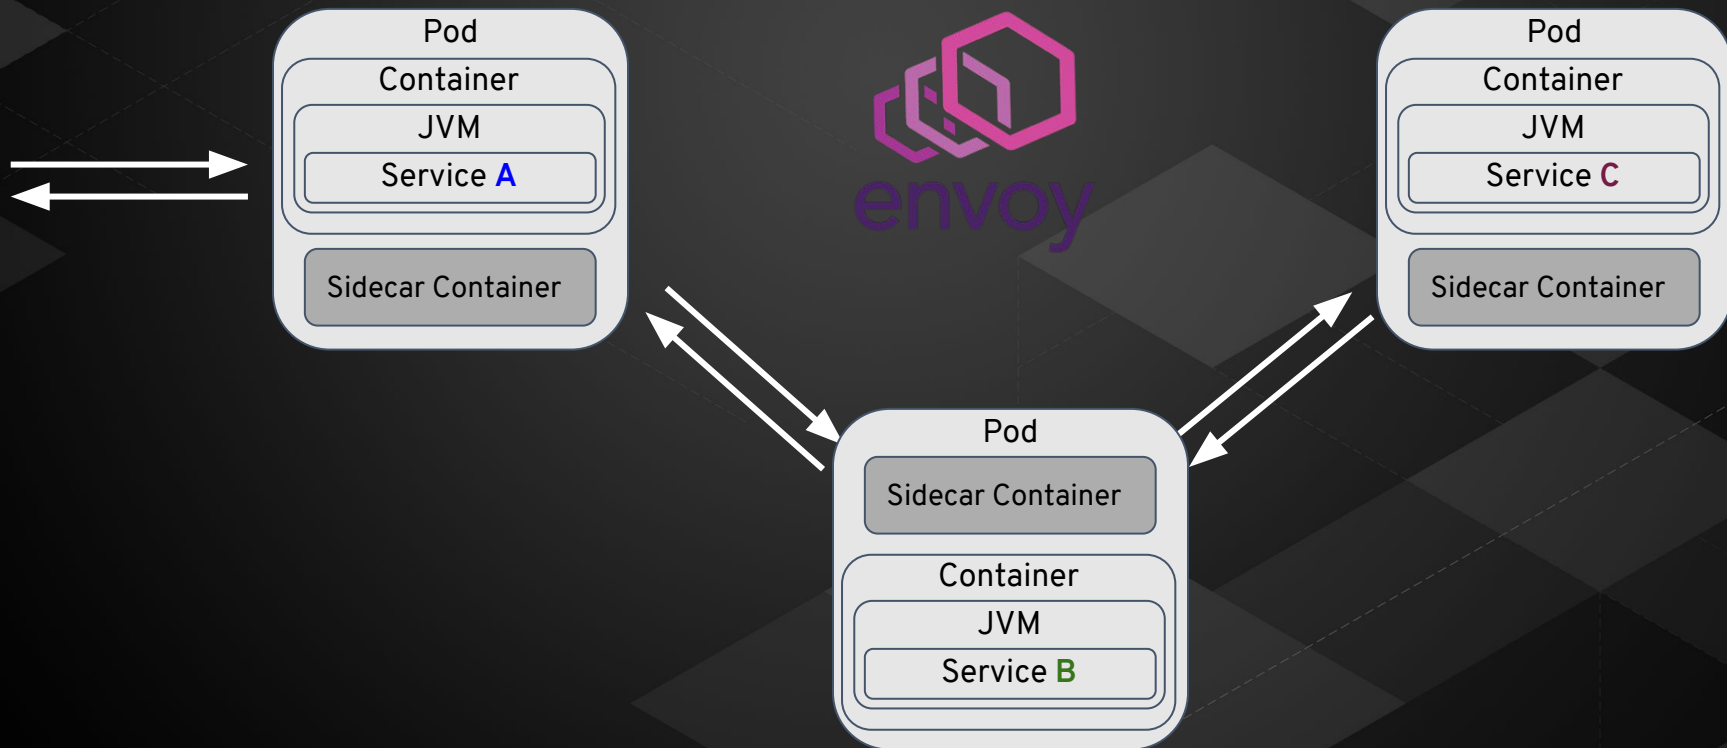 Pod
Container
JVM
Service A
Sidecar Container
envoy
Pod
Container
JVM
Service C
Sidecar Container
Pod
Sidecar Container
Container
JVM
Service B